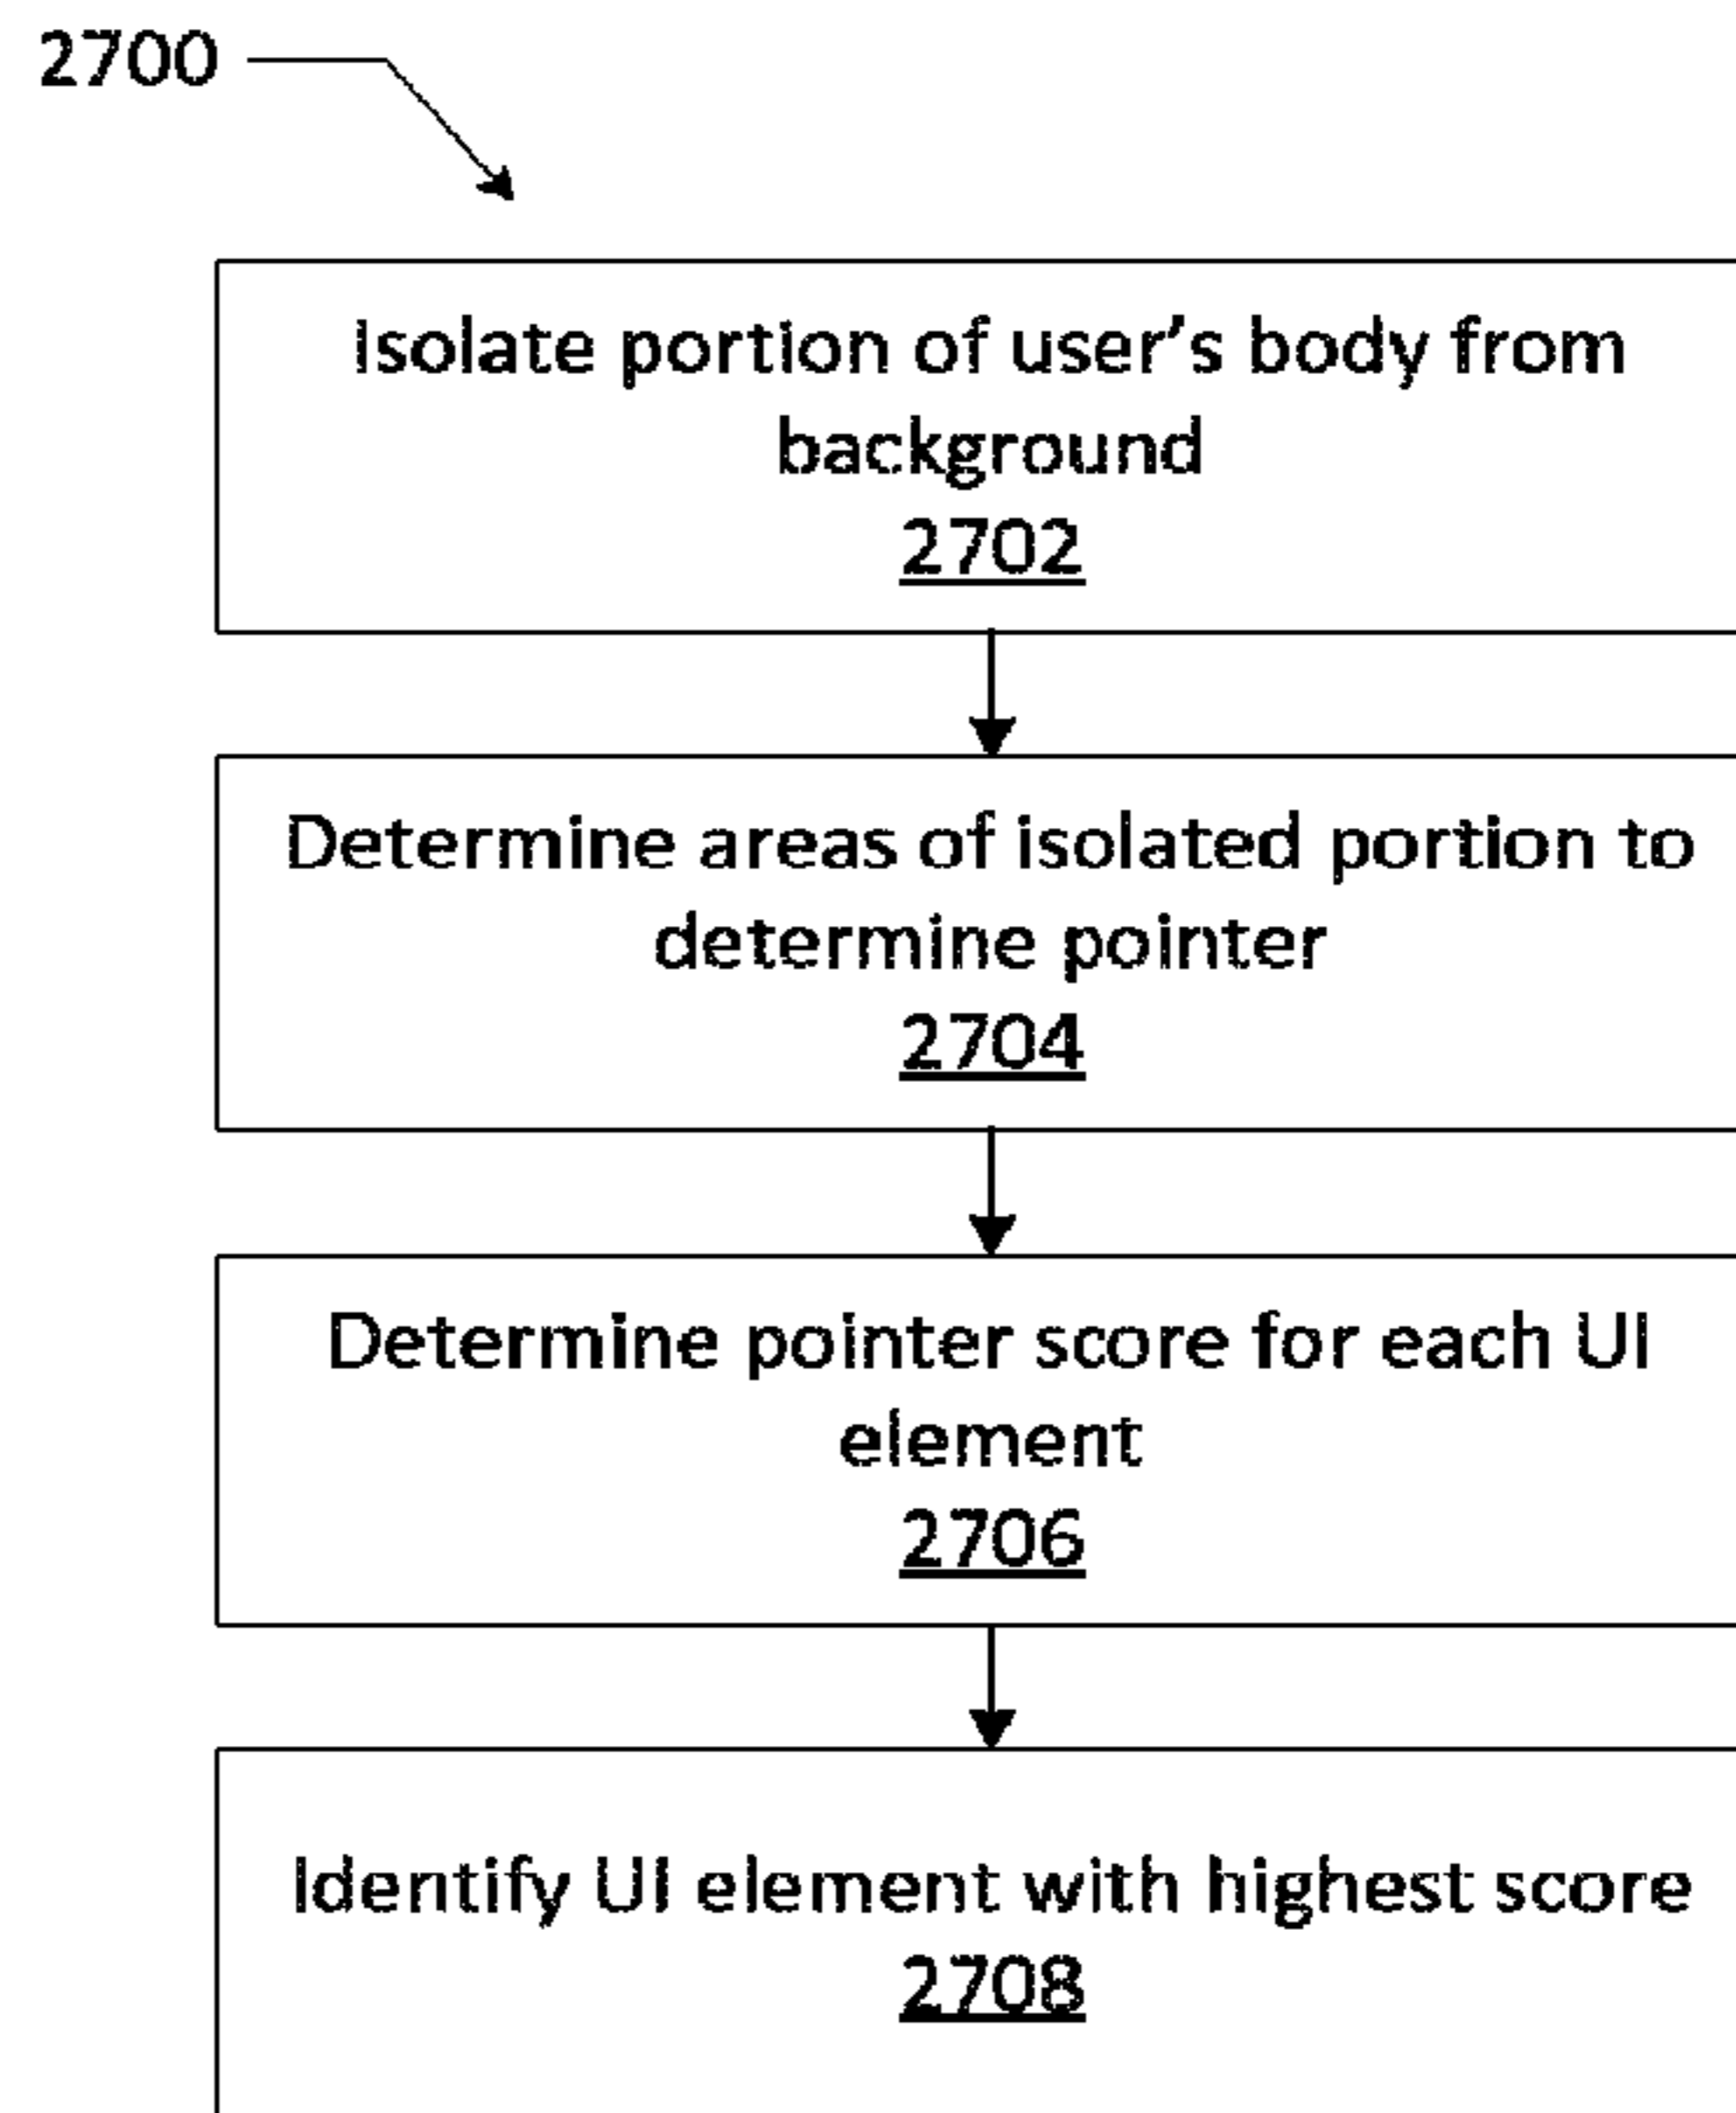 2700
Isolate portion of user's body from
background
2702
Determine areas of isolated portion to
determine pointer
2704
Determine pointer score for each UI
element
2706
Identify UI element with highest score
2708